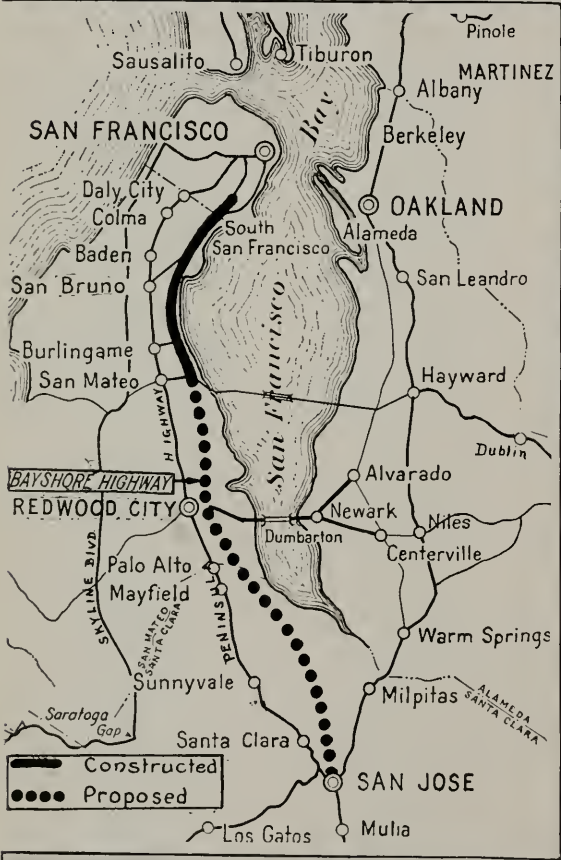 Pinole
Sausalito
Tiburon
MARTINEZ
Albany
SAN FRANCISCO
Bay
Berkeley
Daly City
OAKLAND
Colma
South
San Francisco
Alameda
Baden
San Bruno
San Leandro
San Francisco
Burlingame
San Mateo
Hayward
HIGHWAY
Dublin
BAYSHORE HIGHWAY
Alvarado
REDWOOD CITY
Newark
Niles
Dumbarton
Centerville
SKYLINE BLVD.
Palo Alto
Mayfield
PENINSULA
SAN MATEO
SANTA CLARA
Warm Springs
Sunnyvale
Milpitas
ALAMEDA
SANTA CLARA
Saratoga
Gap
Santa Clara
Constructed
Proposed
SAN JOSE
Los Gatos